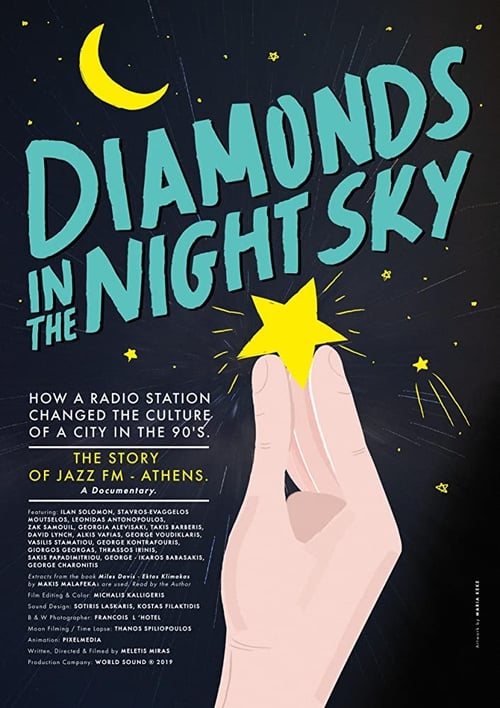 DIAMONDS
IN THE NIGHT SKY
HOW A RADIO STATION
CHANGED THE CULTURE
OF A CITY IN THE 90'S.
THE STORY
OF JAZZ FM - ATHENS.
A Documentary.
Featuring: ILAN SOLOMON, STAVROS-EVAGGELOS
MOUTSELOS, LEONIDAS ANTONOPOULOS,
ZAK SAMOUIL, GEORGIA ALEVISAKI, TAKIS BARBERIS,
DAVID LYNCH, ALKIS VAFIAS, GEORGE VOUDIKLARIS,
VASILIS STAMATIOU, GEORGE KONTRAFOURIS,
GIORGOS GEORGAS, THRASSOS IRINIS,
SAKIS PAPADIMITRIOU, GEORGE - IKAROS BABASAKIS,
GEORGE CHARONITIS
Extracts from the book Miles Davis - Ektos Klimakas
by MAKIS MALAFEKAS are used/Read by the Author
Film Editing & Color: MICHALIS KALLIGERIS
Sound Design: SOTIRIS LASKARIS, KOSTAS FILAKTIDIS
B & W Photographer: FRANCOIS L 'HOTEL
Moon Filming / Time Lapse: THANOS SPILIOPOULOS
Animation: PIXELMEDIA
Written, Directed & Filmed by MELETIS MIRAS
Production Company: WORLD SOUND ® 2019
Artwork by MARIA KEKE